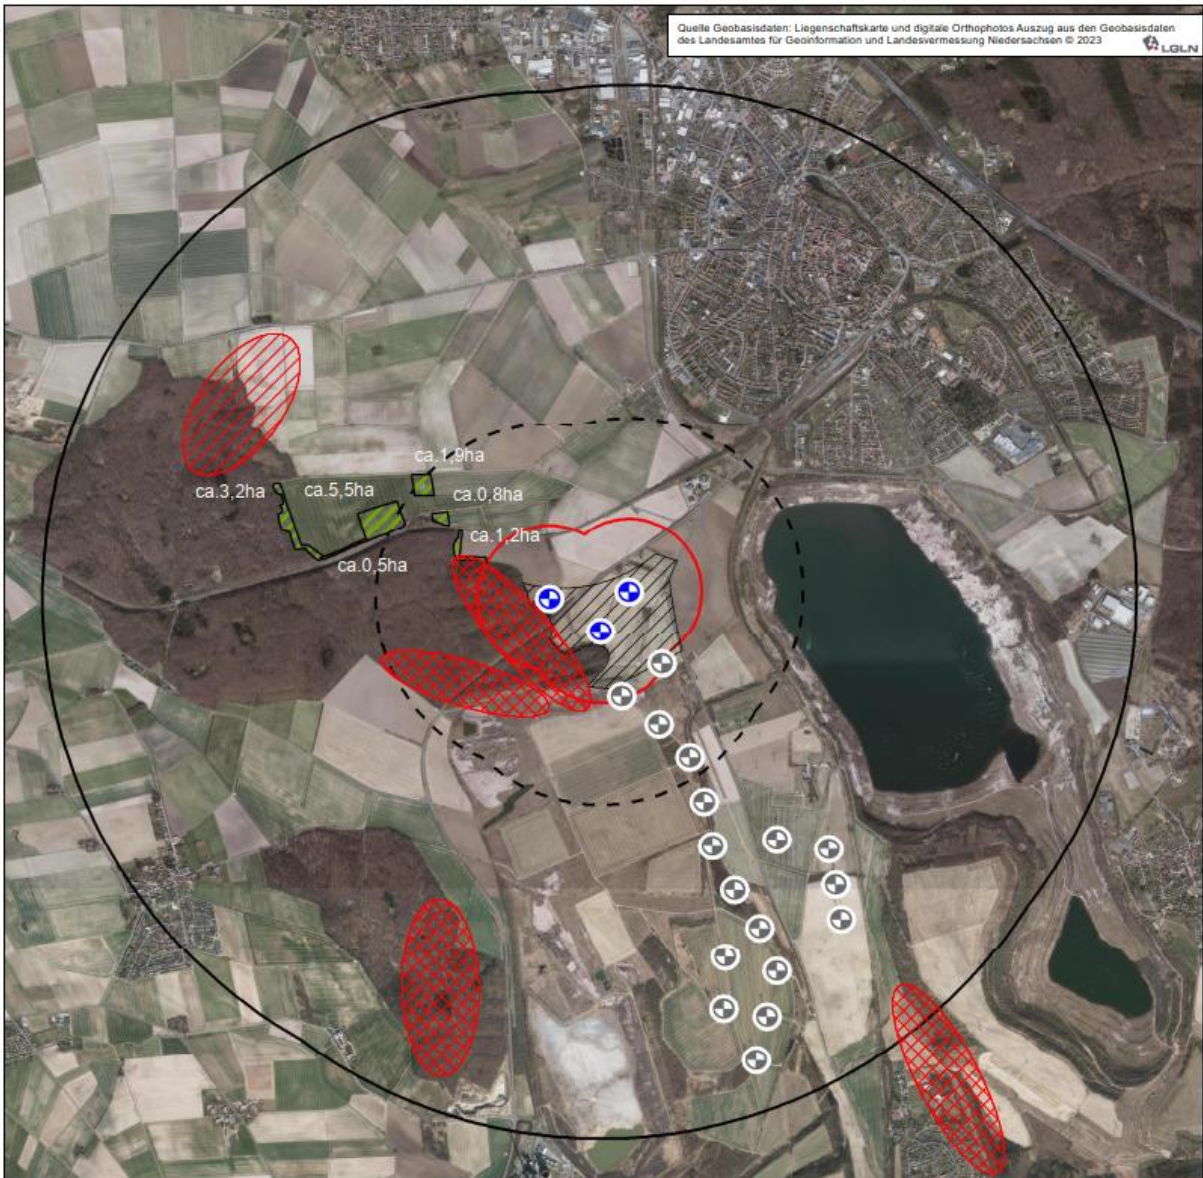 Quelle Geobasisdaten: Liegenschaftskarte und digitale Orthophotos Auszug aus den Geobasisdaten
des Landesamtes für Geoinformation und Landesvermessung Niedersachsen © 2023
LGLN
ca.1,9ha
ca.3,2ha
ca.5,5ha
ca.0,8ha
ca.1,2ha
ca.0,5ha